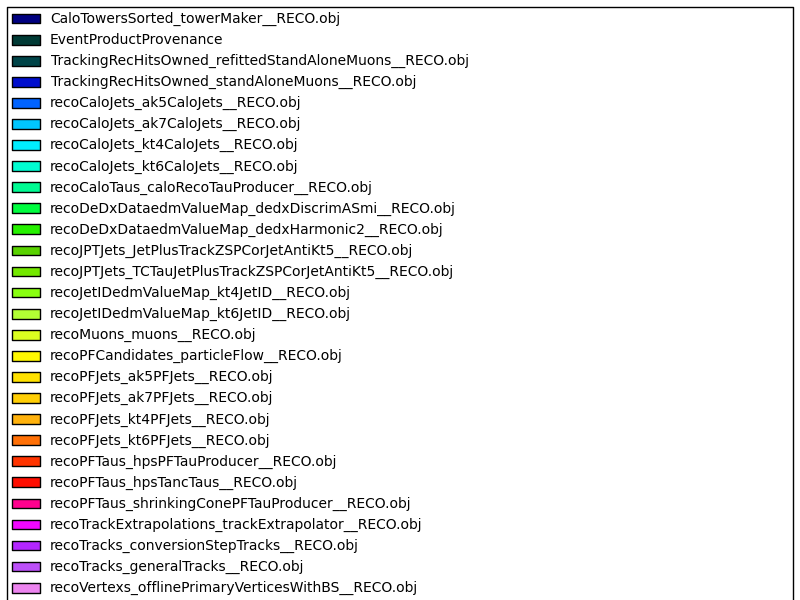 CaloTowersSorted_towerMaker__RECO.obj
EventProductProvenance
TrackingRecHitsOwned_refittedStandAloneMuons__RECO.obj
TrackingRecHitsOwned_standAloneMuons__RECO.obj
recoCaloJets_ak5CaloJets__RECO.obj
recoCaloJets_ak7CaloJets__RECO.obj
recoCaloJets_kt4CaloJets__RECO.obj
recoCaloJets_kt6CaloJets__RECO.obj
recoCaloTaus_caloRecoTauProducer__RECO.obj
recoDeDxDataedmValueMap_dedxDiscrimASmi__RECO.obj
recoDeDxDataedmValueMap_dedxHarmonic2__RECO.obj
recoJPTJets_JetPlusTrackZSPCorJetAntiKt5__RECO.obj
recoJPTJets_TCTauJetPlusTrackZSPCorJetAntiKt5__RECO.obj
recoJetIDedmValueMap_kt4JetID__RECO.obj
recoJetIDedmValueMap_kt6JetID__RECO.obj
recoMuons_muons__RECO.obj
recoPFCandidates_particleFlow__RECO.obj
recoPFJets_ak5PFJets__RECO.obj
recoPFJets_ak7PFJets__RECO.obj
recoPFJets_kt4PFJets__RECO.obj
recoPFJets_kt6PFJets__RECO.obj
recoPFTaus_hpsPFTauProducer__RECO.obj
recoPFTaus_hpsTancTaus__RECO.obj
recoPFTaus_shrinkingConePFTauProducer__RECO.obj
recoTrackExtrapolations_trackExtrapolator__RECO.obj
recoTracks_conversionStepTracks__RECO.obj
recoTracks_generalTracks__RECO.obj
recoVertexs_offlinePrimaryVerticesWithBS__RECO.obj